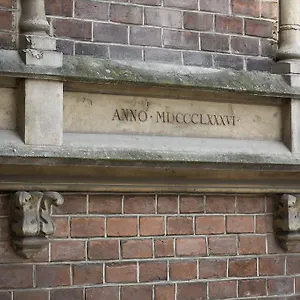 ANNO · MDCCCLXXXVI ·